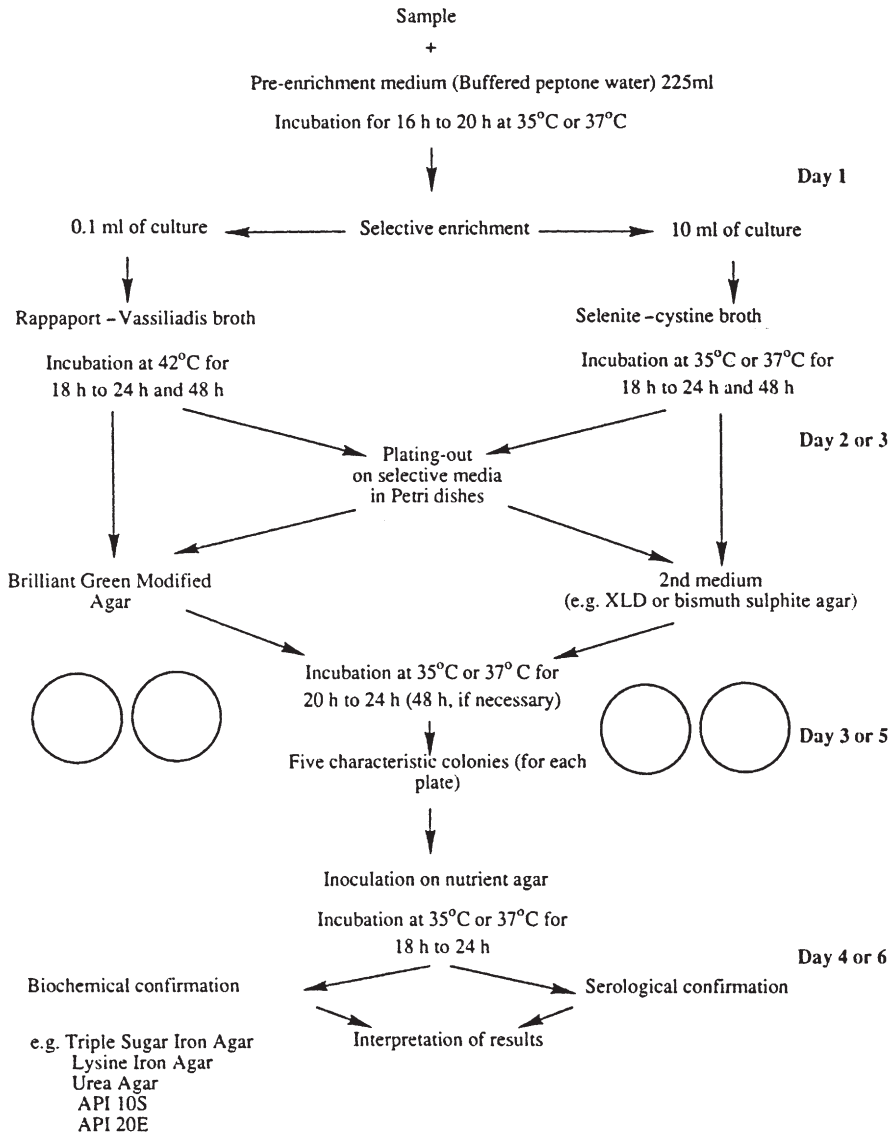 Sample
+
Pre-enrichment medium (Buffered peptone water) 225ml
Incubation for 16 h to 20 h at 35°C or 37°C
Day 1
0.1 ml of culture
Selective enrichment
10 ml of culture
Rappaport – Vassiliadis broth
Selenite – cystine broth
Incubation at 42°C for
18 h to 24 h and 48 h
Incubation at 35°C or 37°C for
18 h to 24 h and 48 h
Day 2 or 3
Plating-out
on selective media
in Petri dishes
Brilliant Green Modified
Agar
2nd medium
(e.g. XLD or bismuth sulphite agar)
Incubation at 35°C or 37° C for
20 h to 24 h (48 h, if necessary)
Day 3 or 5
Five characteristic colonies (for each
plate)
Inoculation on nutrient agar
Incubation at 35°C or 37°C for
18 h to 24 h
Day 4 or 6
Biochemical confirmation
Serological confirmation
Interpretation of results
e.g. Triple Sugar Iron Agar
Lysine Iron Agar
Urea Agar
API 10S
API 20E